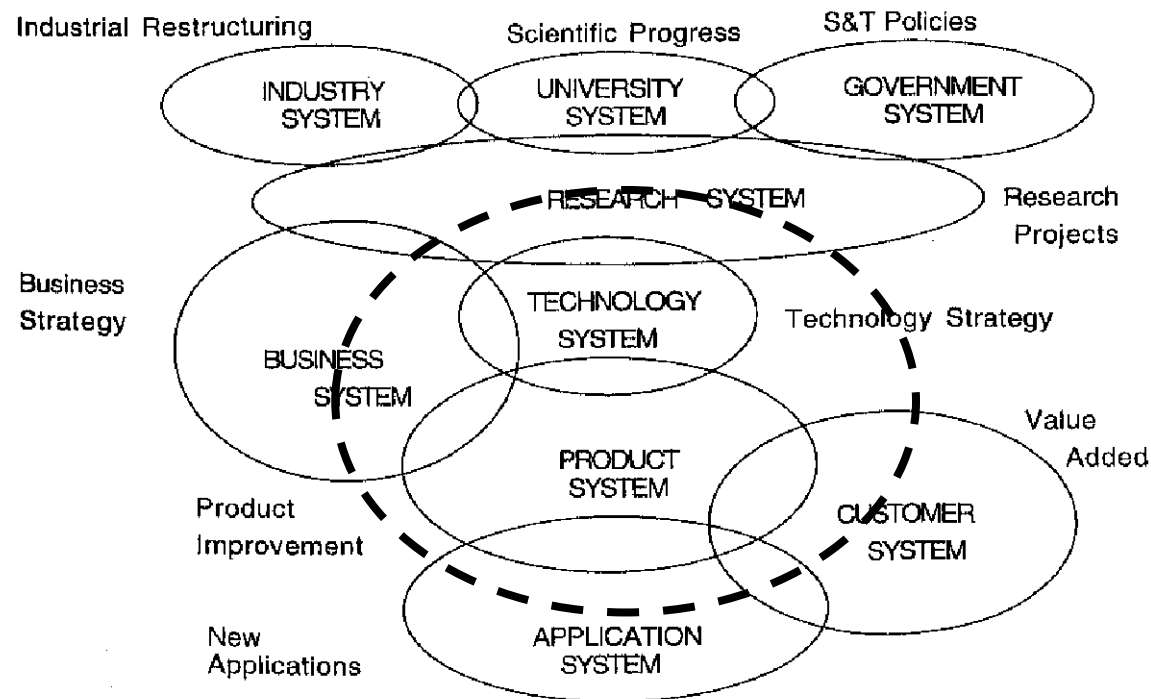 Industrial Restructuring
Scientific Progress
S&T Policies
INDUSTRY
SYSTEM
UNIVERSITY
SYSTEM
GOVERNMENT
SYSTEM
RESEARCH SYSTEM
Research
Projects
Business
Strategy
TECHNOLOGY
SYSTEM
Technology Strategy
BUSINESS
SYSTEM
Value
Added
PRODUCT
SYSTEM
CUSTOMER
SYSTEM
Product
Improvement
New
Applications
APPLICATION
SYSTEM